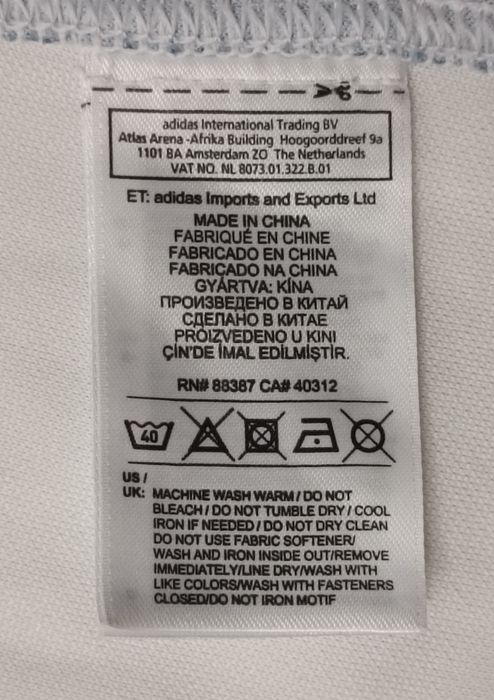 adidas International Trading BV
Atlas Arena -Afrika Building Hoogoorddreef 9a
1101 BA Amsterdam ZO The Netherlands
VAT NO. NL 8073.01.322.B.01
ET: adidas Imports and Exports Ltd
MADE IN CHINA
FABRIQUÉ EN CHINE
FABRICADO EN CHINA
FABRICADO NA CHINA
GYÁRTVA: KÍNA
ПРОИЗВЕДЕНО В КИТАЙ
СДЕЛАНО В КИТАЕ
PROIZVEDENO U KINI
ÇİN'DE İMAL EDİLMİŞTİR.
RN# 88387 CA# 40312
40
US /
UK: MACHINE WASH WARM / DO NOT
BLEACH / DO NOT TUMBLE DRY / COOL
IRON IF NEEDED / DO NOT DRY CLEAN
DO NOT USE FABRIC SOFTENER/
WASH AND IRON INSIDE OUT/REMOVE
IMMEDIATELY/LINE DRY/WASH WITH
LIKE COLORS/WASH WITH FASTENERS
CLOSED/DO NOT IRON MOTIF